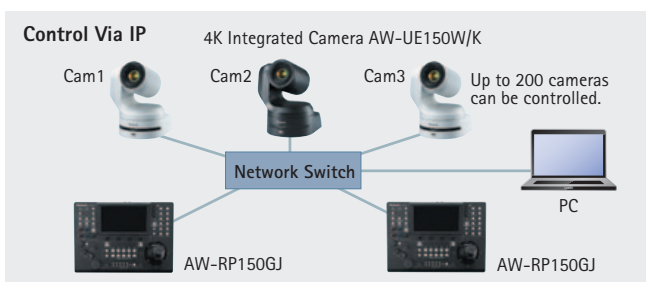 Control Via IP
4K Integrated Camera AW-UE150W/K
Cam1
Cam2
Cam3
Up to 200 cameras
can be controlled.
Network Switch
PC
AW-RP150GJ
AW-RP150GJ